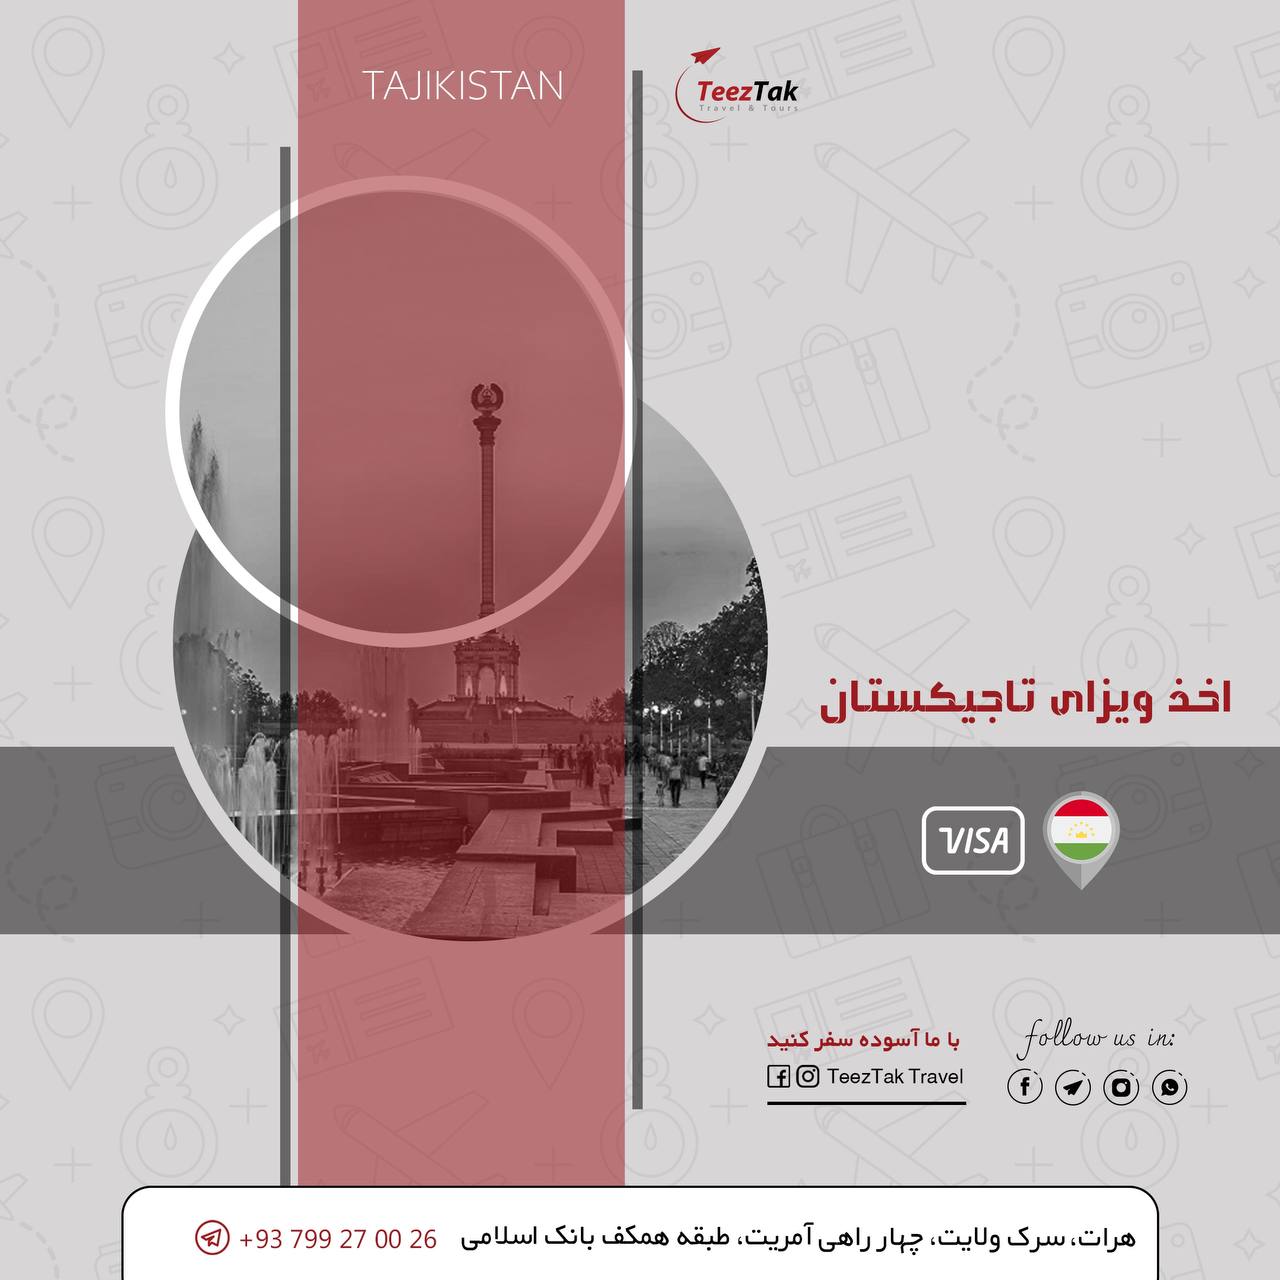 TAJIKISTAN
TeezTak
Travel & Tours
اخذ ویزای تاجیکستان
VISA
با ما آسوده سفر کنید
TeezTak Travel
follow us in:
هرات، سرک ولایت، چهار راهی آمریت، طبقه همکف بانک اسلامی
+93 799 27 00 26